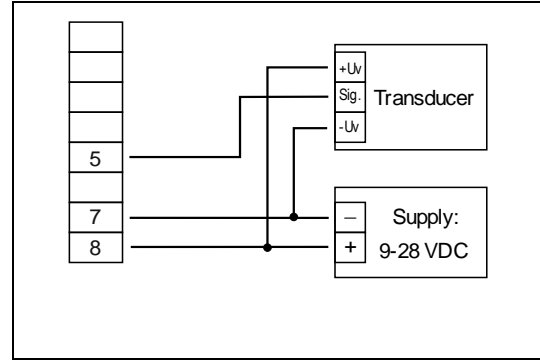 +Uv
Sig.
Transducer
-Uv
5
7
–
Supply:
8
+
9-28 VDC